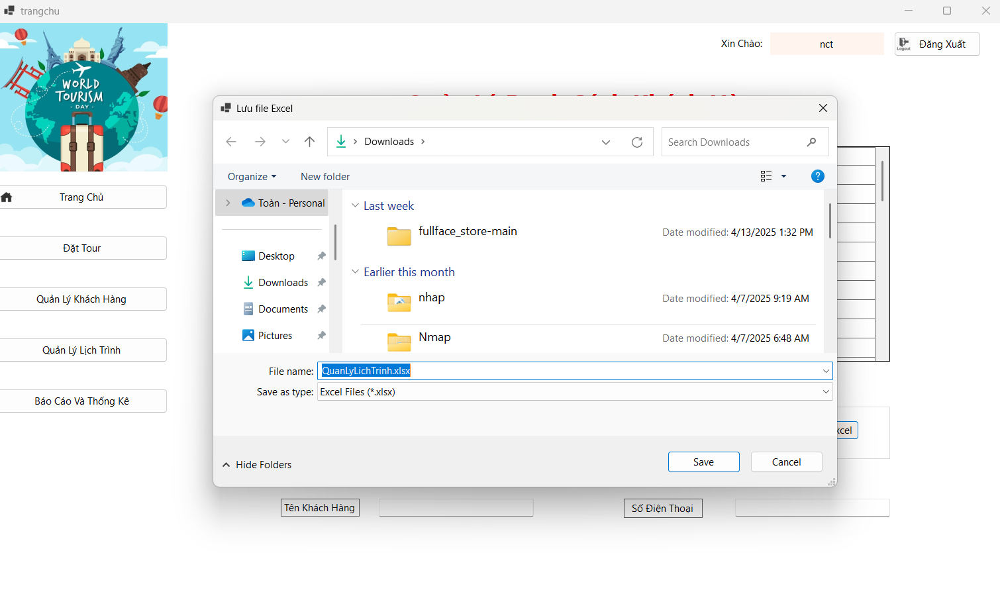 trangchu
WORLD
TOURISM
- DAY -
Xin Chào:
nct
Logout
Đăng Xuất
Trang Chủ
Đặt Tour
Quản Lý Khách Hàng
Quản Lý Lịch Trình
Báo Cáo Và Thống Kê
Lưu file Excel
Downloads
Search Downloads
Organize
New folder
?
Toàn - Personal
Desktop
Downloads
Documents
Pictures
Last week
fullface_store-main
Date modified: 4/13/2025 1:32 PM
Earlier this month
nhap
Date modified: 4/7/2025 9:19 AM
Nmap
Date modified: 4/7/2025 6:48 AM
File name: QuanLyLichTrinh.xlsx
Save as type: Excel Files (*.xlsx)
Hide Folders
Save
Cancel
xcel
Tên Khách Hàng
Số Điện Thoại